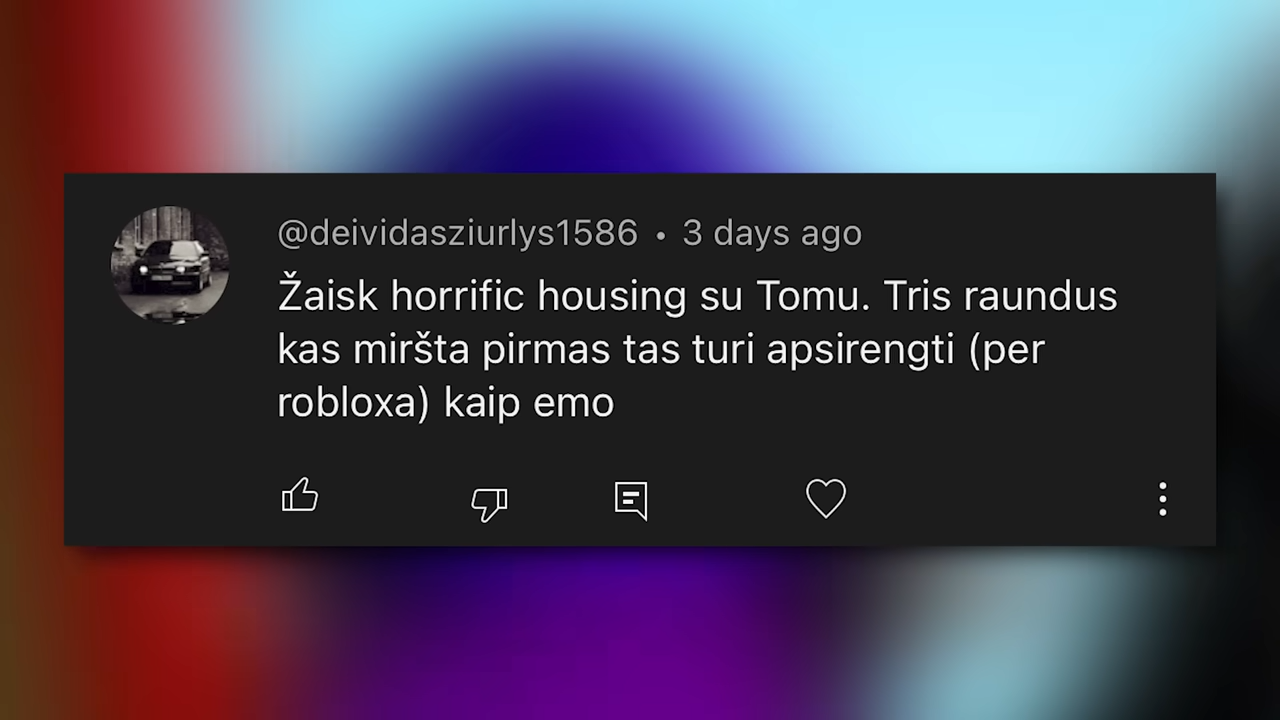 @deividasziurlys1586 • 3 days ago
Žaisk horrific housing su Tomu. Tris raundus
kas miršta pirmas tas turi apsirengti (per
robloxa) kaip emo